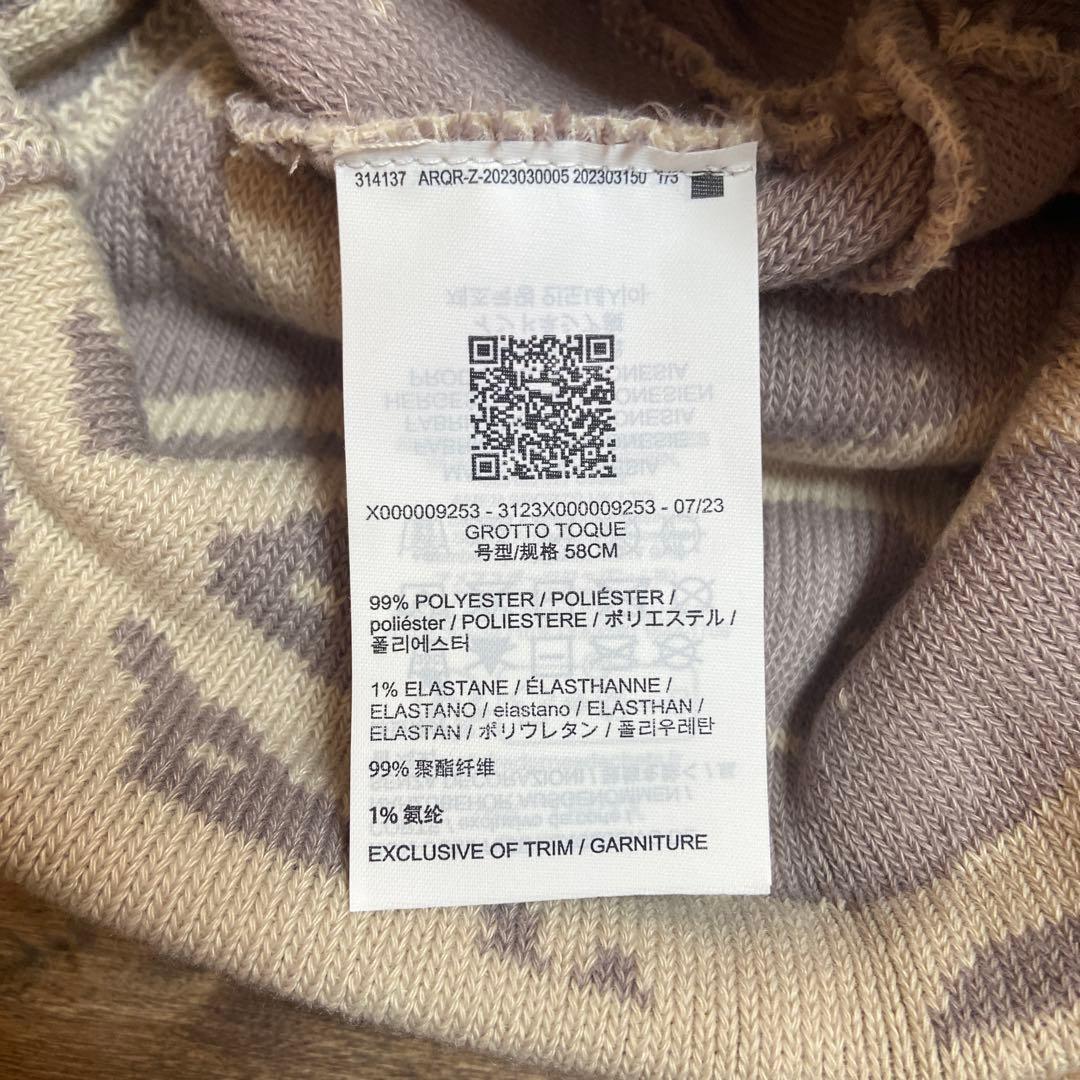 314137 ARQR-Z-2023030005 202303150 1/3
X000009253 - 3123X000009253 - 07/23
GROTTO TOQUE
号型/规格 58CM
99% POLYESTER / POLIÉSTER /
poliéster / POLIESTERE / ポリエステル /
폴리에스터
1% ELASTANE / ÉLASTHANNE /
ELASTANO / elastano / ELASTHAN /
ELASTAN / ポリウレタン / 폴리우레탄
99% 聚酯纤维
1% 氨纶
EXCLUSIVE OF TRIM / GARNITURE